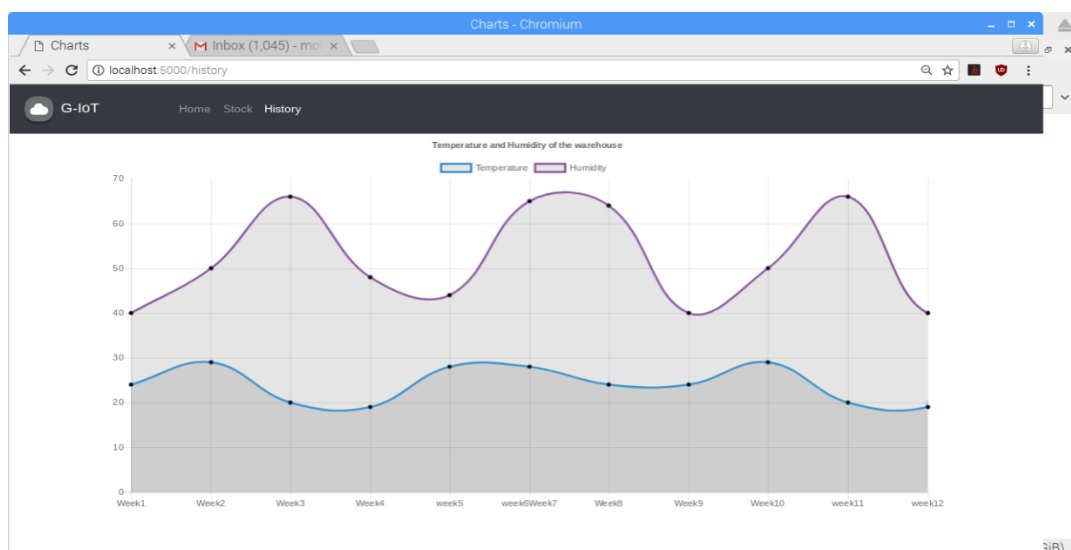 Charts - Chromium
Charts
Inbox (1,045) - mo
localhost:5000/history
G-IoT Home Stock History
Temperature and Humidity of the warehouse
Temperature Humidity
70
60
50
40
30
20
10
0
Week1 Week2 Week3 Week4 week5 week6Week7 Week8 Week9 Week10 week11 week12
GiB)